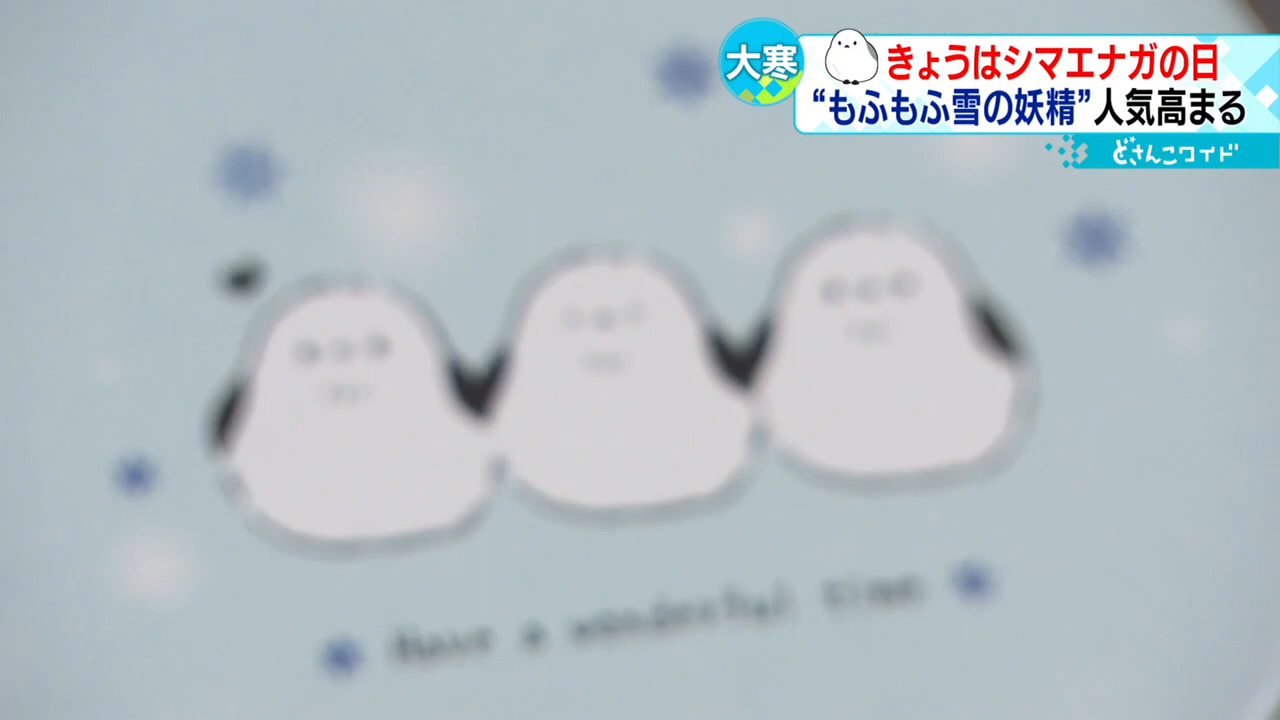 大寒
きょうはシマエナガの日
“もふもふ雪の妖精”人気高まる
どさんこワイド
Have a wonderful time